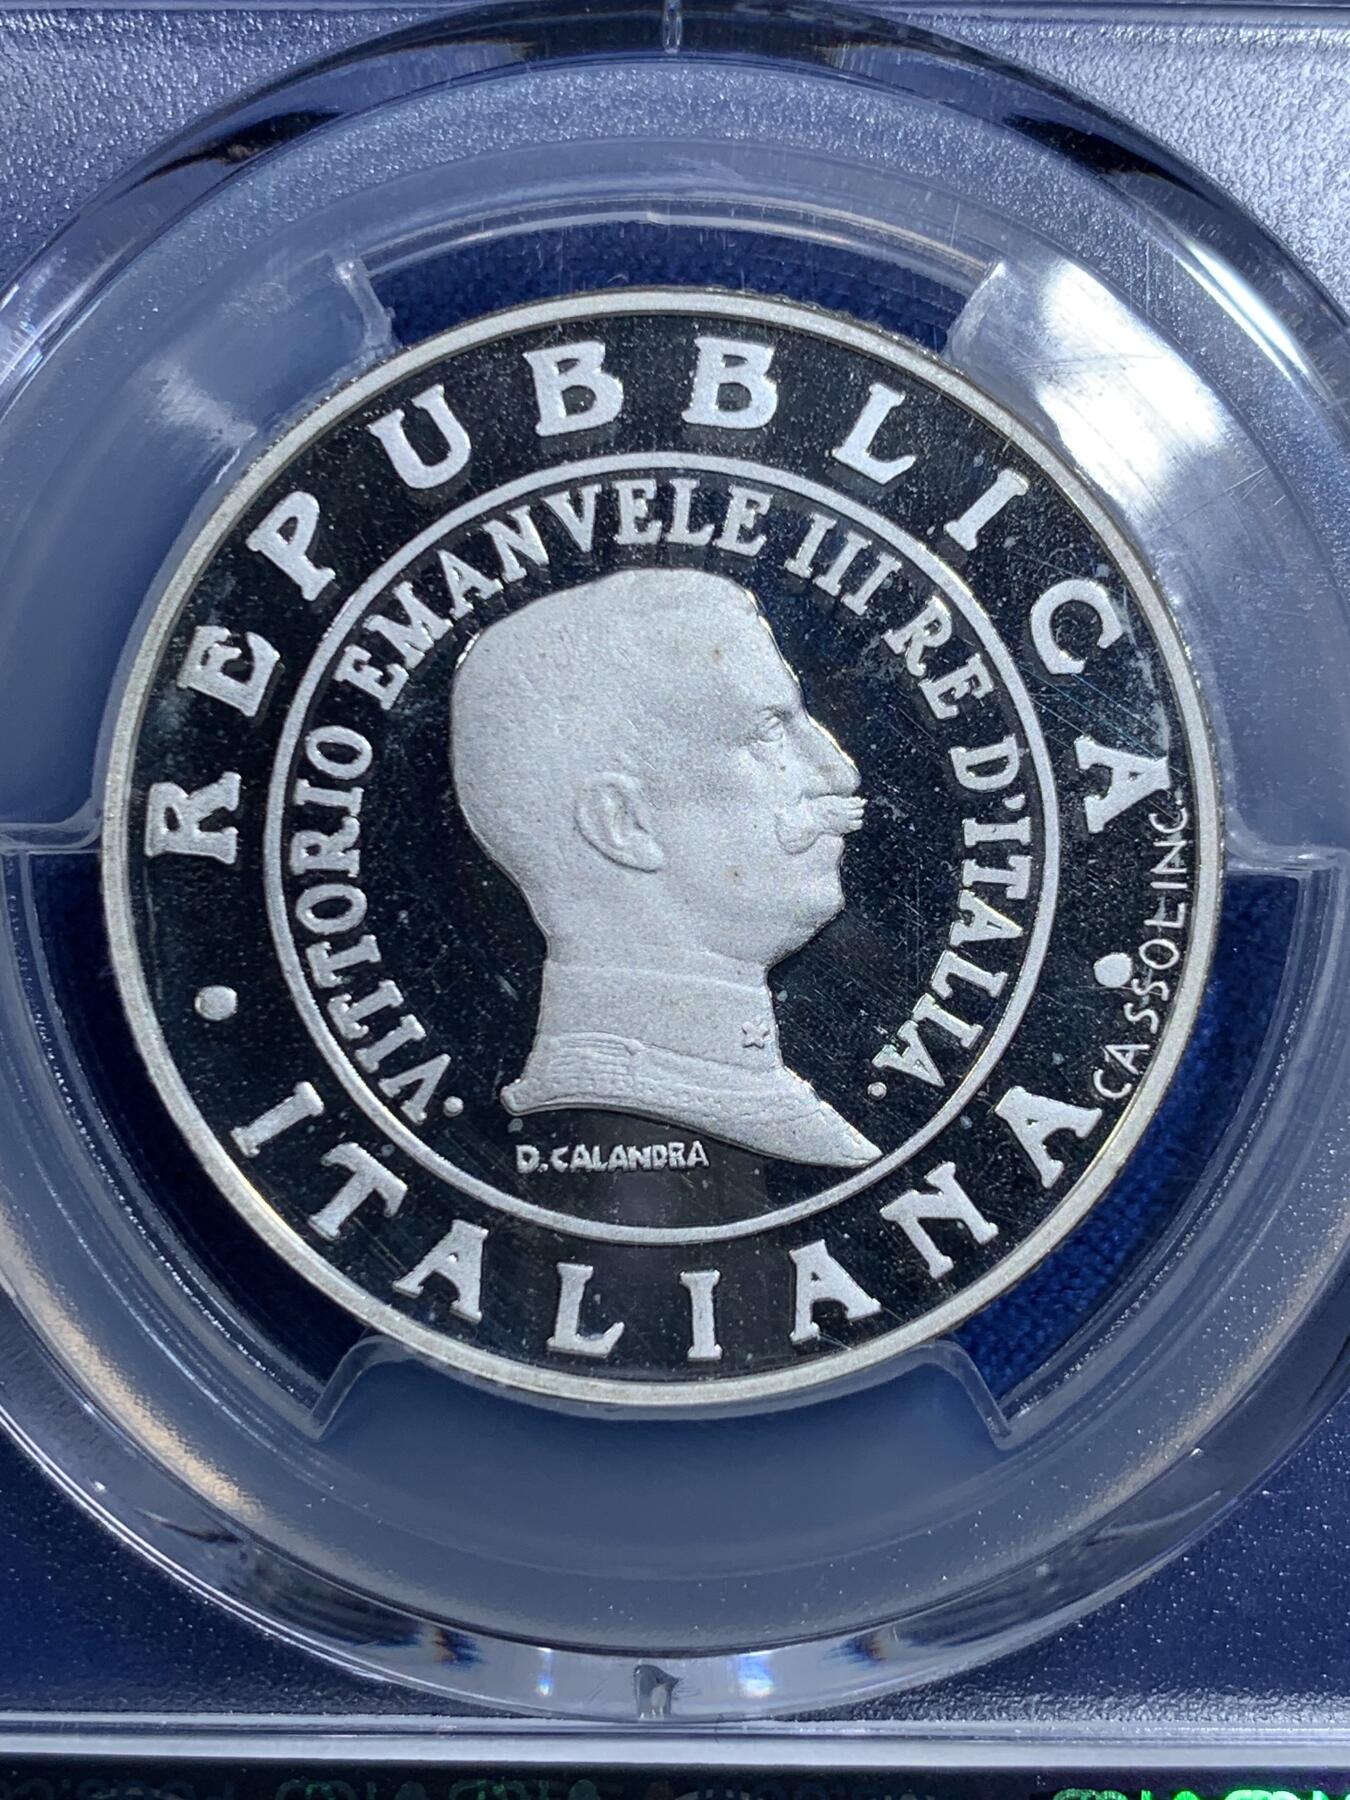 REPUBBLICA
• ITALIANA •
• VITTORIO EMANVELE III RE D'ITALIA •
D. CALANDRA
CASSOL INC.